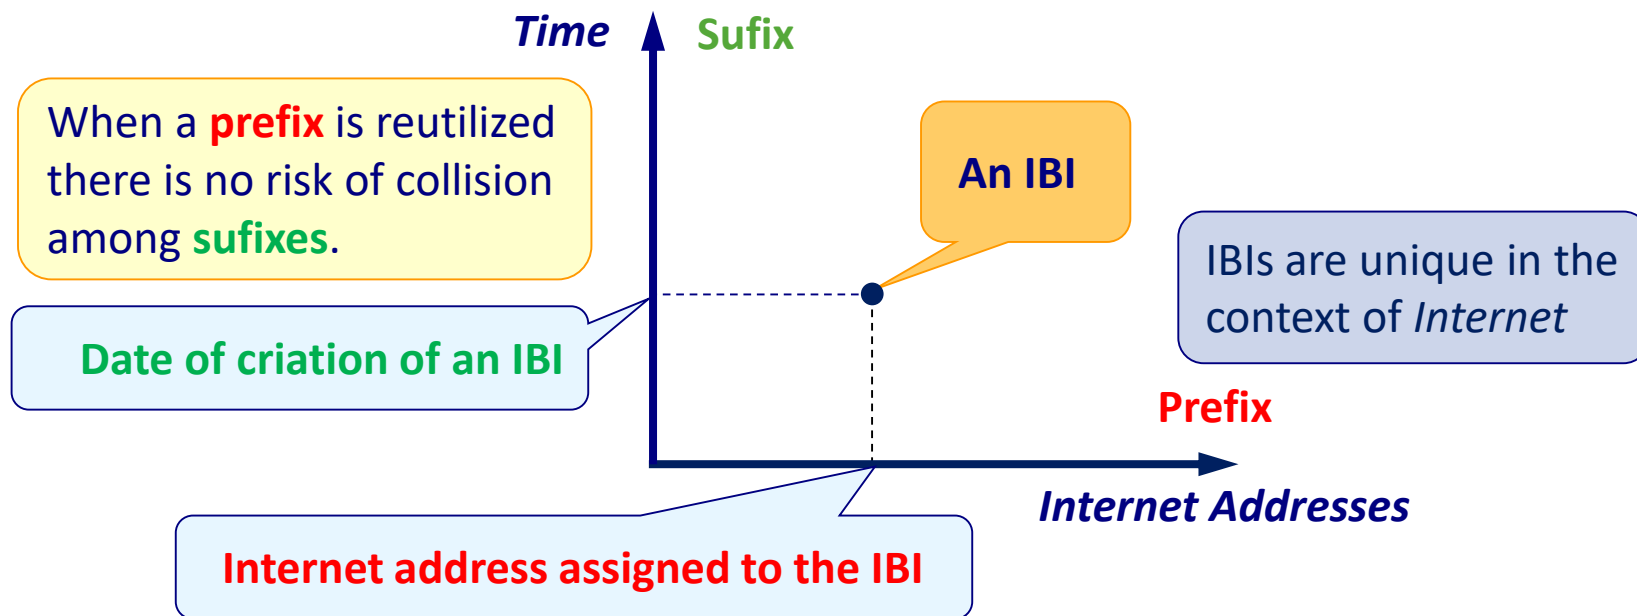 Time
Sufix
When a prefix is reutilized
there is no risk of collision
among sufixes.
An IBI
IBIs are unique in the
context of Internet
Date of criation of an IBI
Prefix
Internet Addresses
Internet address assigned to the IBI